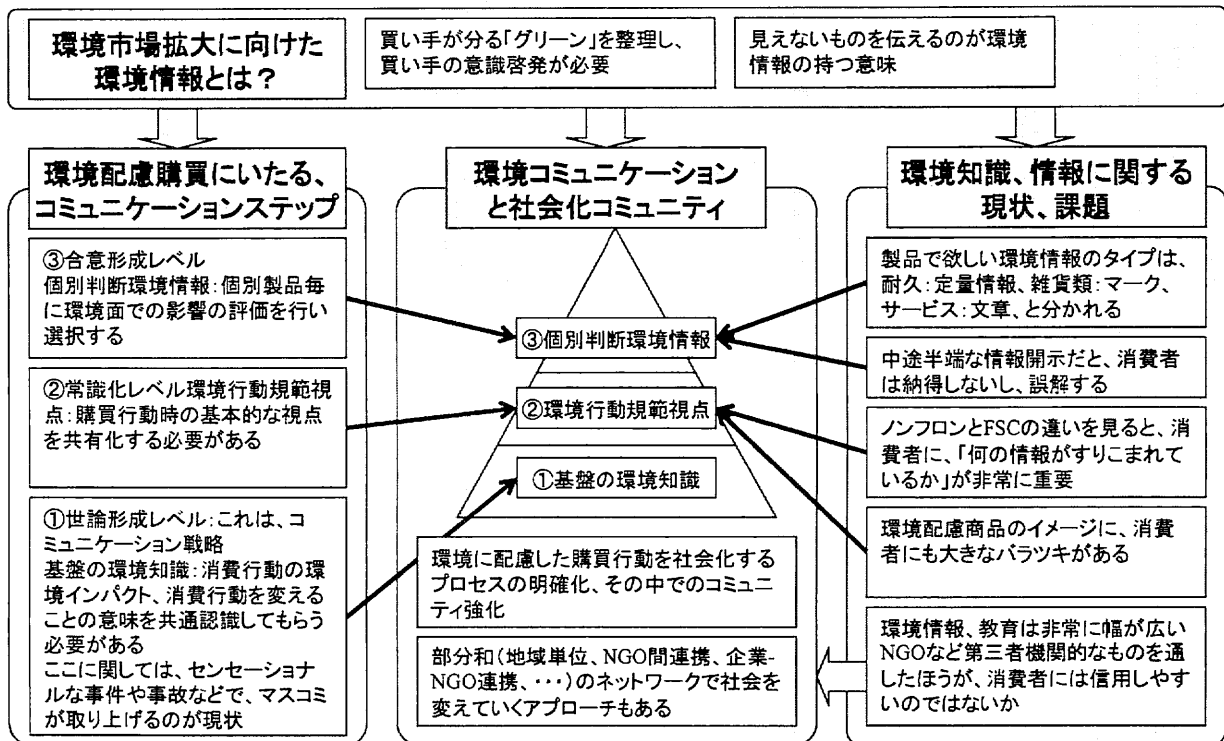 環境市場拡大に向けた
環境情報とは？
買い手が分る「グリーン」を整理し、
買い手の意識啓発が必要
見えないものを伝えるのが環境
情報の持つ意味
環境配慮購買にいたる、
コミュニケーションステップ
③合意形成レベル
個別判断環境情報：個別製品毎
に環境面での影響の評価を行い
選択する
②常識化レベル環境行動規範視
点：購買行動時の基本的な視点
を共有化する必要がある
①世論形成レベル：これは、コ
ミュニケーション戦略
基盤の環境知識：消費行動の環
境インパクト、消費行動を変える
ことの意味を共通認識してもらう
必要がある
ここに関しては、センセーショナ
ルな事件や事故などで、マスコミ
が取り上げるのが現状
環境コミュニケーション
と社会化コミュニティ
③個別判断環境情報
②環境行動規範視点
①基盤の環境知識
環境に配慮した購買行動を社会化する
プロセスの明確化、その中でのコミュニ
ティ強化
部分和（地域単位、NGO間連携、企業-
NGO連携、・・・）のネットワークで社会を
変えていくアプローチもある
環境知識、情報に関する
現状、課題
製品で欲しい環境情報のタイプは、
耐久：定量情報、雑貨類：マーク、
サービス：文章、と分かれる
中途半端な情報開示だと、消費者
は納得しないし、誤解する
ノンフロンとFSCの違いを見ると、消
費者に、「何の情報がすりこまれて
いるか」が非常に重要
環境配慮商品のイメージに、消費
者にも大きなバラツキがある
環境情報、教育は非常に幅が広い
NGOなど第三者機関的なものを通
したほうが、消費者には信用しやす
いのではないか